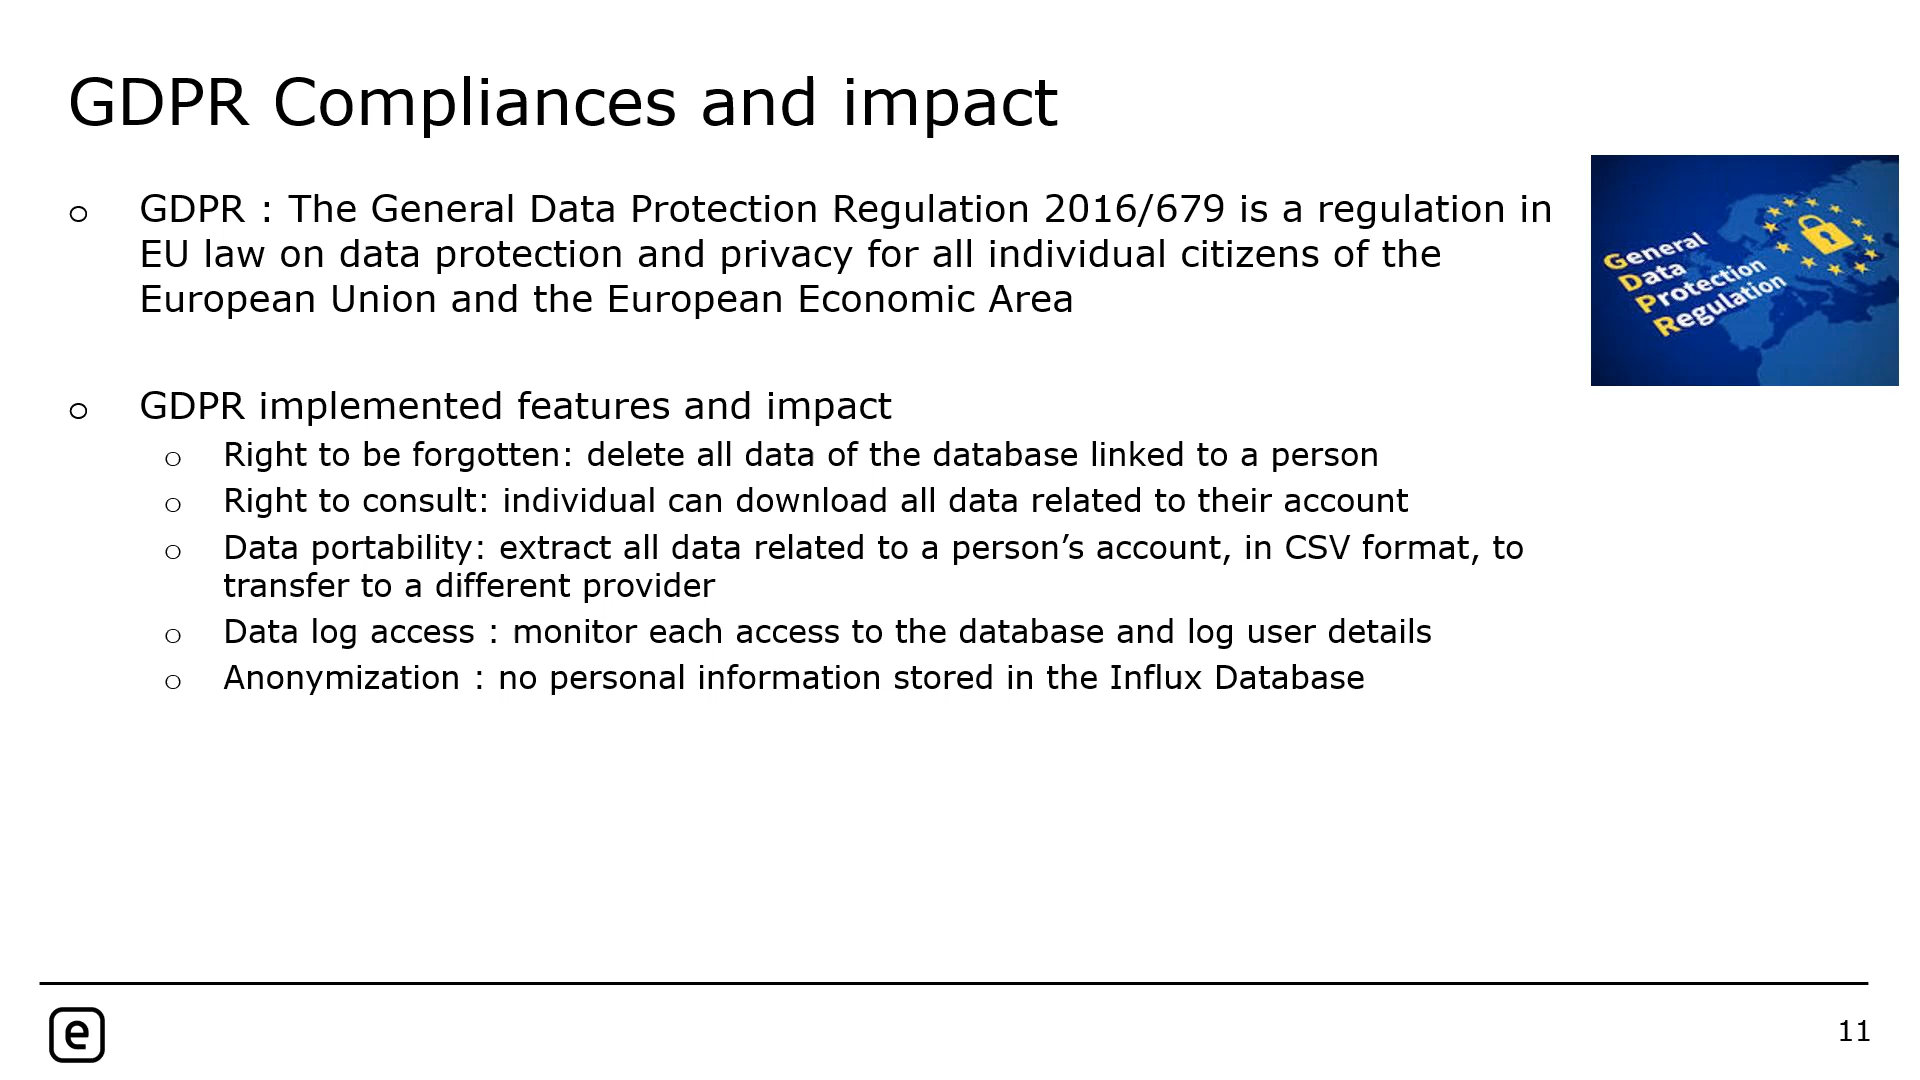 GDPR Compliances and impact
o GDPR : The General Data Protection Regulation 2016/679 is a regulation in
EU law on data protection and privacy for all individual citizens of the
European Union and the European Economic Area
General
Data
Protection
Regulation
o GDPR implemented features and impact
o Right to be forgotten: delete all data of the database linked to a person
o Right to consult: individual can download all data related to their account
o Data portability: extract all data related to a person’s account, in CSV format, to
transfer to a different provider
o Data log access : monitor each access to the database and log user details
o Anonymization : no personal information stored in the Influx Database
e
11